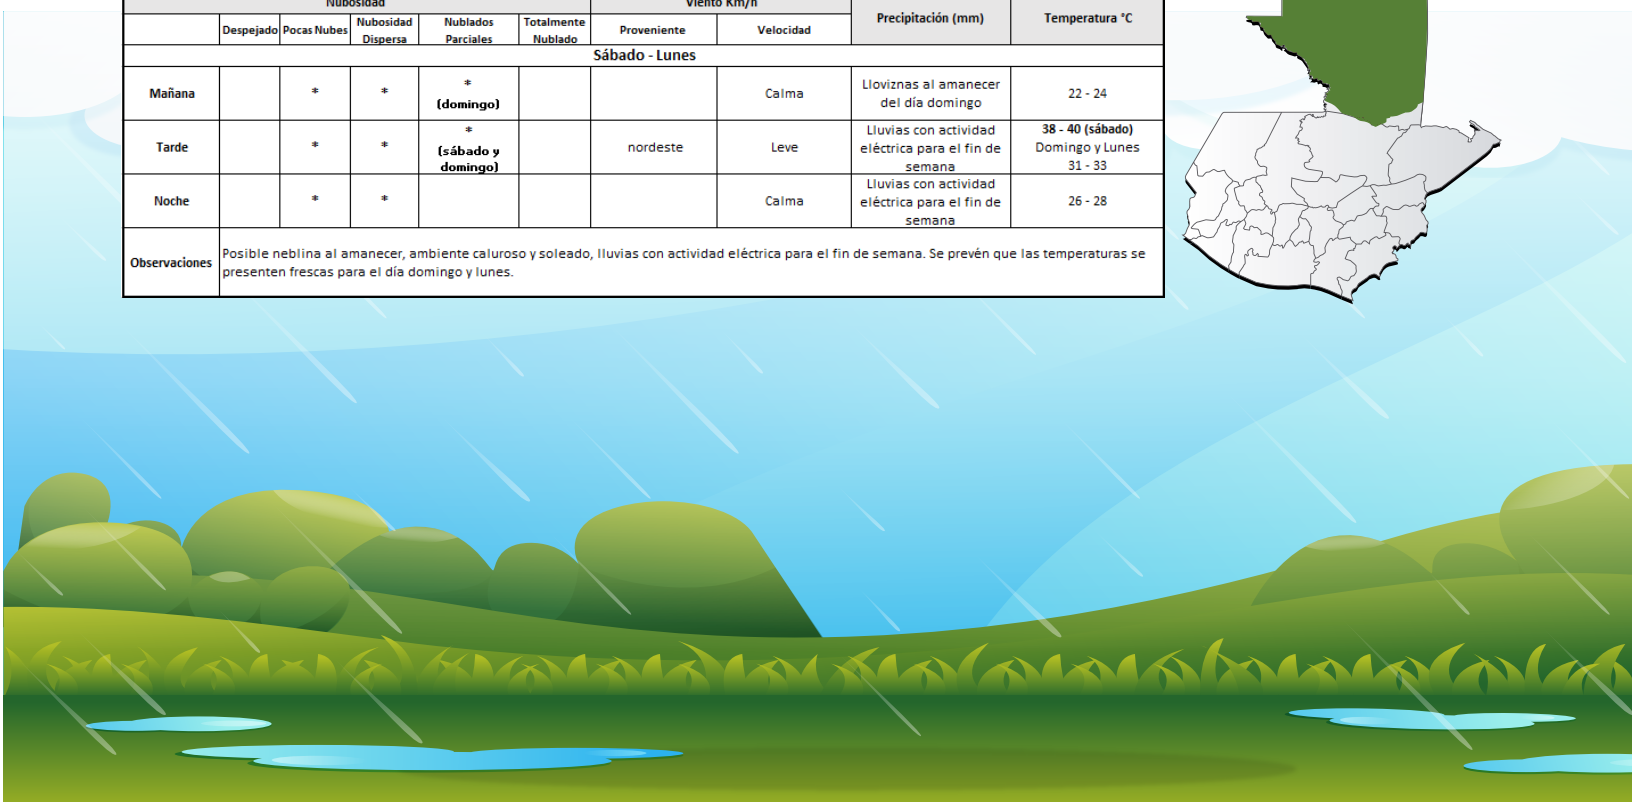 Nubosidad
Viento Km/h
Precipitación (mm)
Temperatura °C
Despejado
Pocas Nubes
Nubosidad
Dispersa
Nublados
Parciales
Totalmente
Nublado
Proveniente
Velocidad
Sábado - Lunes
Mañana
*
*
*
(domingo)
Calma
Lloviznas al amanecer
del día domingo
22 - 24
Tarde
*
*
*
(sábado y
domingo)
nordeste
Leve
Lluvias con actividad
eléctrica para el fin de
semana
38 - 40 (sábado)
Domingo y Lunes
31 - 33
Noche
*
*
Calma
Lluvias con actividad
eléctrica para el fin de
semana
26 - 28
Observaciones
Posible neblina al amanecer, ambiente caluroso y soleado, lluvias con actividad eléctrica para el fin de semana. Se prevén que las temperaturas se
presenten frescas para el día domingo y lunes.